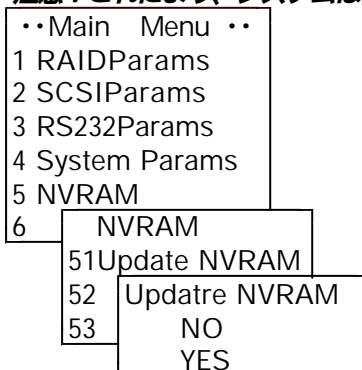 ・・Main Menu・・
1 RAIDParams
2 SCSIParams
3 RS232Params
4 System Params
5 NVRAM
6
NVRAM
51Update NVRAM
52
53
Updatre NVRAM
NO
YES